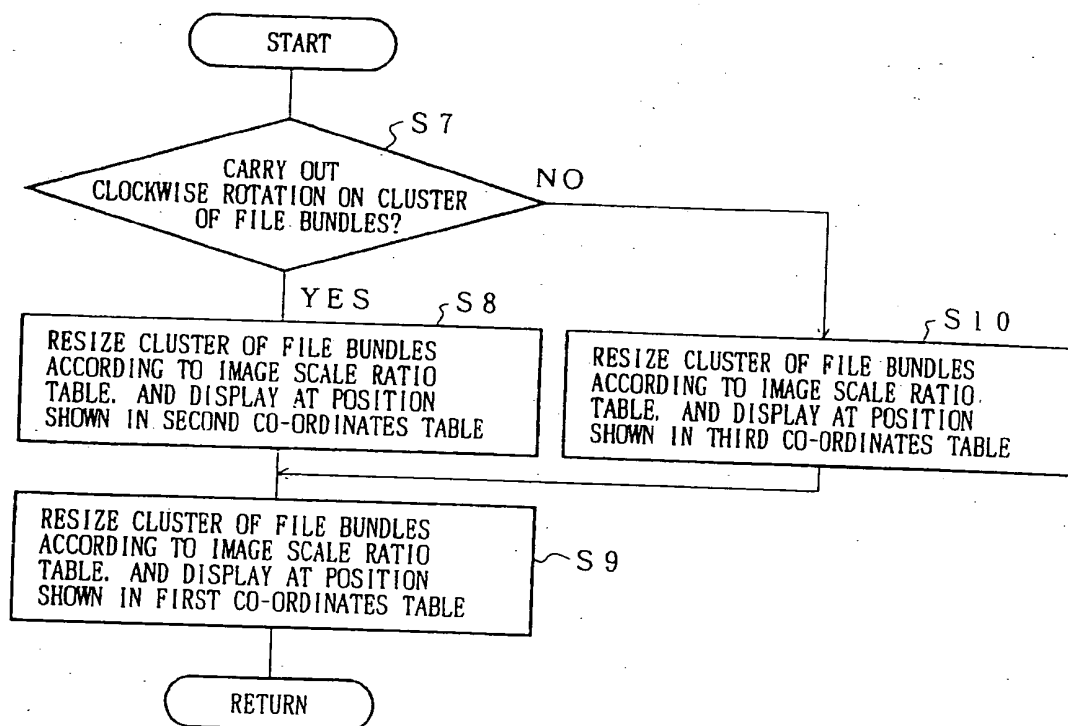 START
S7
CARRY OUT
CLOCKWISE ROTATION ON CLUSTER
OF FILE BUNDLES?
NO
YES
S8
RESIZE CLUSTER OF FILE BUNDLES
ACCORDING TO IMAGE SCALE RATIO
TABLE. AND DISPLAY AT POSITION
SHOWN IN SECOND CO-ORDINATES TABLE
S10
RESIZE CLUSTER OF FILE BUNDLES
ACCORDING TO IMAGE SCALE RATIO
TABLE. AND DISPLAY AT POSITION
SHOWN IN THIRD CO-ORDINATES TABLE
RESIZE CLUSTER OF FILE BUNDLES
ACCORDING TO IMAGE SCALE RATIO
TABLE. AND DISPLAY AT POSITION
SHOWN IN FIRST CO-ORDINATES TABLE
S9
RETURN